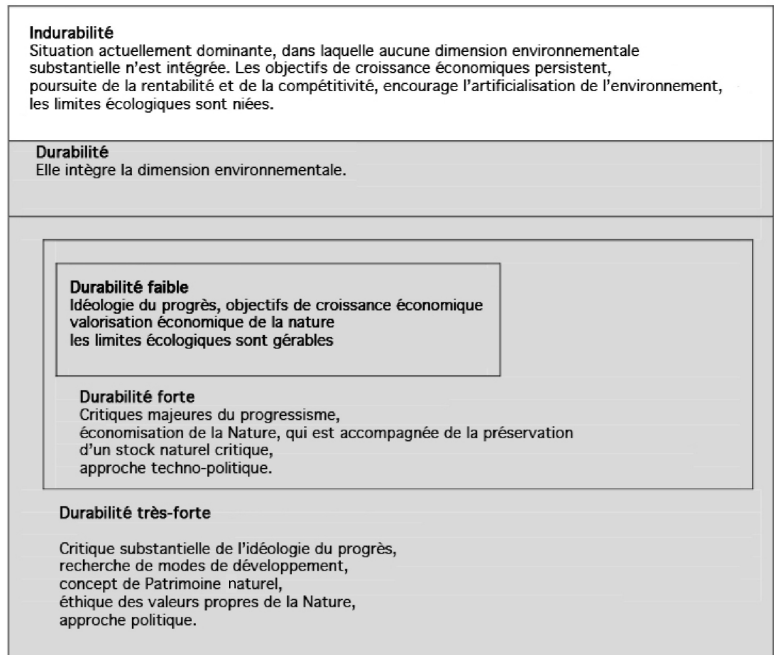 Indurabilité
Situation actuellement dominante, dans laquelle aucune dimension environnementale
substantielle n'est intégrée. Les objectifs de croissance économiques persistent,
poursuite de la rentabilité et de la compétitivité, encourage l'artificialisation de l'environnement,
les limites écologiques sont niées.
Durabilité
Elle intègre la dimension environnementale.
Durabilité faible
Idéologie du progrès, objectifs de croissance économique
valorisation économique de la nature
les limites écologiques sont gérables
Durabilité forte
Critiques majeures du progressisme,
économisation de la Nature, qui est accompagnée de la préservation
d'un stock naturel critique,
approche techno-politique.
Durabilité très-forte
Critique substantielle de l'idéologie du progrès,
recherche de modes de développement,
concept de Patrimoine naturel,
éthique des valeurs propres de la Nature,
approche politique.